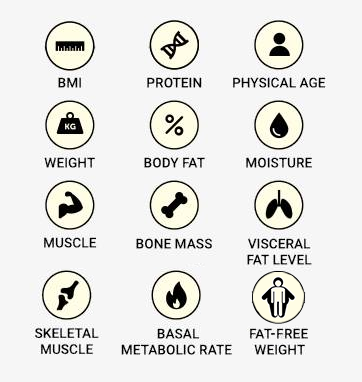 BMI
PROTEIN
PHYSICAL AGE
KG
WEIGHT
BODY FAT
MOISTURE
MUSCLE
BONE MASS
VISCERAL
FAT LEVEL
SKELETAL
MUSCLE
BASAL
METABOLIC RATE
FAT-FREE
WEIGHT